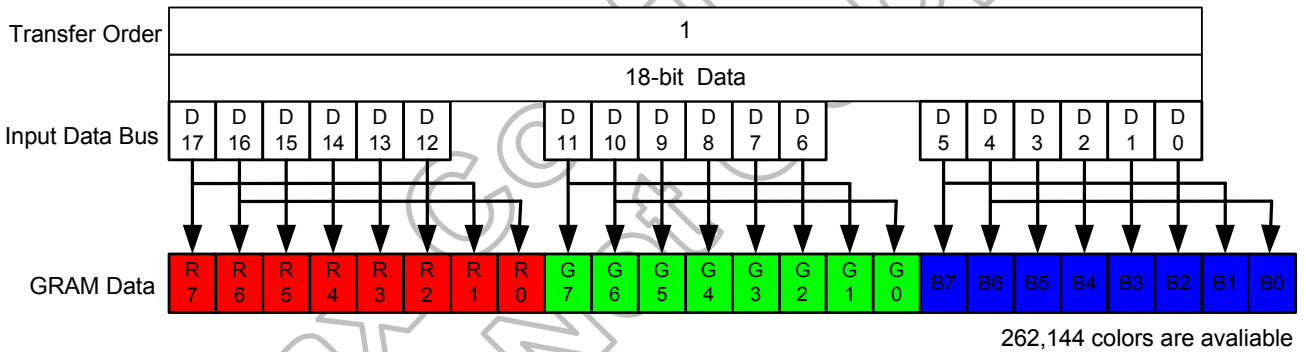 Transfer Order 1
18-bit Data
Input Data Bus D 17 D 16 D 15 D 14 D 13 D 12 D 11 D 10 D 9 D 8 D 7 D 6 D 5 D 4 D 3 D 2 D 1 D 0
GRAM Data R 7 R 6 R 5 R 4 R 3 R 2 R 1 R 0 G 7 G 6 G 5 G 4 G 3 G 2 G 1 G 0 B7 B6 B5 B4 B3 B2 B1 B0
262,144 colors are avaliable